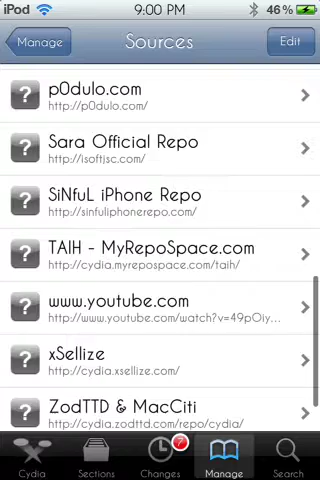 iPod 9:00 PM 46%
Manage Sources Edit
p0dulo.com
http://p0dulo.com/
Sara Official Repo
http://isoftjsc.com/
SiNfuL iPhone Repo
http://sinfuliphonerepo.com/
TAIH - MyRepoSpace.com
http://cydia.myrepospace.com/taih/
www.youtube.com
http://www.youtube.com/watch?v=49pOiy...
xSellize
http://cydia.xsellize.com/
ZodTTD & MacCiti
http://cydia.zodttd.com/repo/cydia/
7
Cydia Sections Changes Manage Search